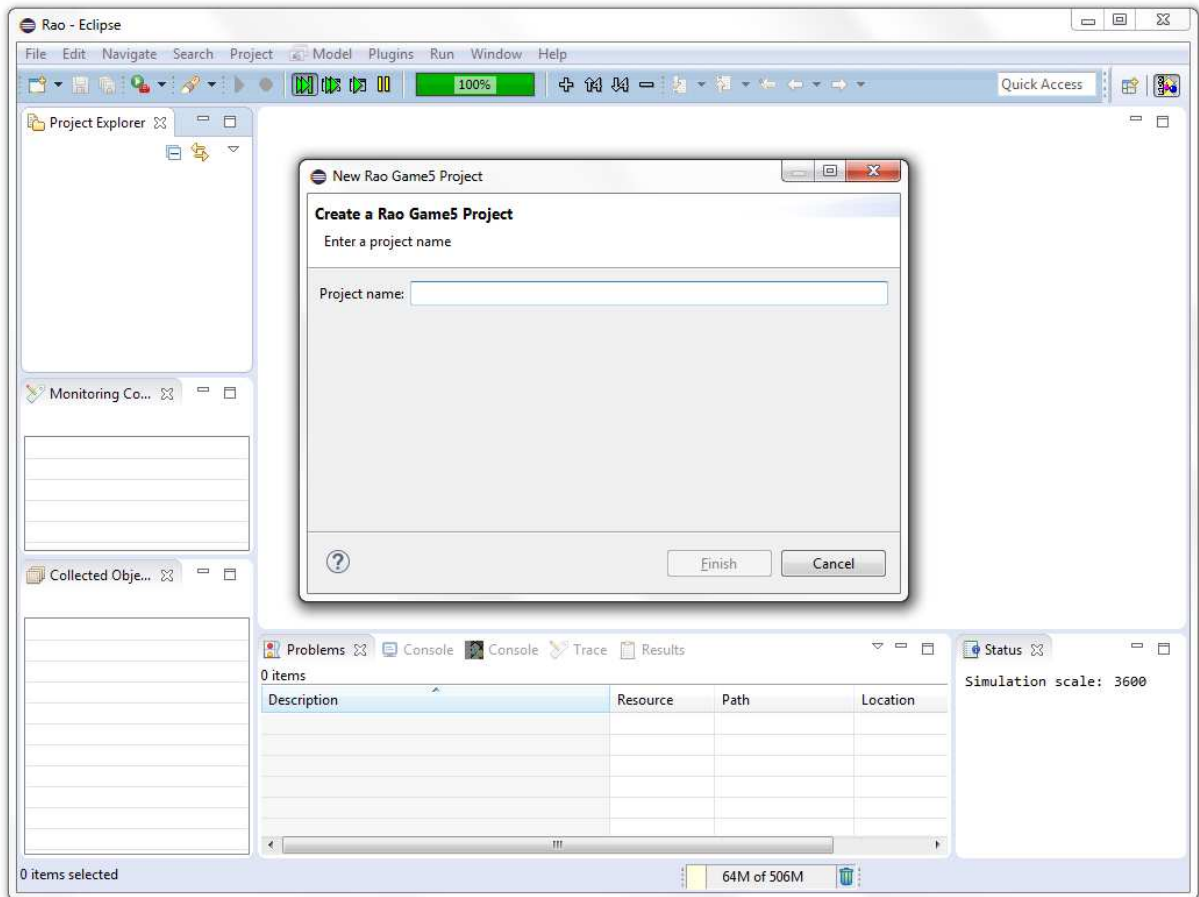 Rao - Eclipse
File Edit Navigate Search Project Model Plugins Run Window Help
100%
Quick Access
Project Explorer
New Rao Game5 Project
Create a Rao Game5 Project
Enter a project name
Project name:
Monitoring Co...
Finish Cancel
Collected Obje...
Problems Console Console Trace Results
Status
0 items
Simulation scale: 3600
Description Resource Path Location
0 items selected
64M of 506M